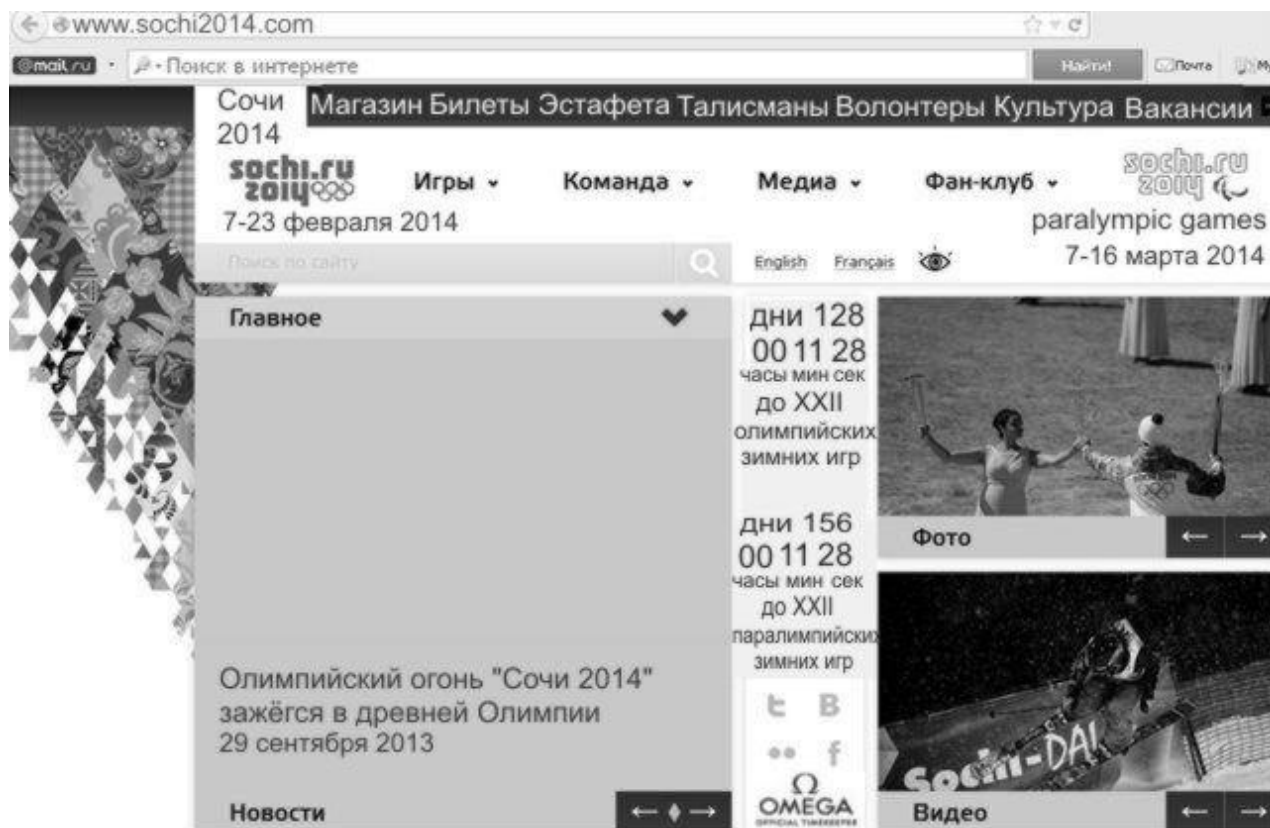 www.sochi2014.com
@mail.ru Поиск в интернете Найти! Почта
Сочи 2014
Магазин Билеты Эстафета Талисманы Волонтеры Культура Вакансии
sochi.ru 2014
Игры Команда Медиа Фан-клуб
sochi.ru 2014
7-23 февраля 2014
paralympic games
7-16 марта 2014
Поиск по сайту
English Français
Главное
Олимпийский огонь "Сочи 2014"
зажёгся в древней Олимпии
29 сентября 2013
Новости
дни 128
00 11 28
часы мин сек
до XXII
олимпийских
зимних игр
дни 156
00 11 28
часы мин сек
до XXII
паралимпийских
зимних игр
t B
f
OMEGA
OFFICIAL TIMEKEEPER
Фото
Sochi-DAI
Видео